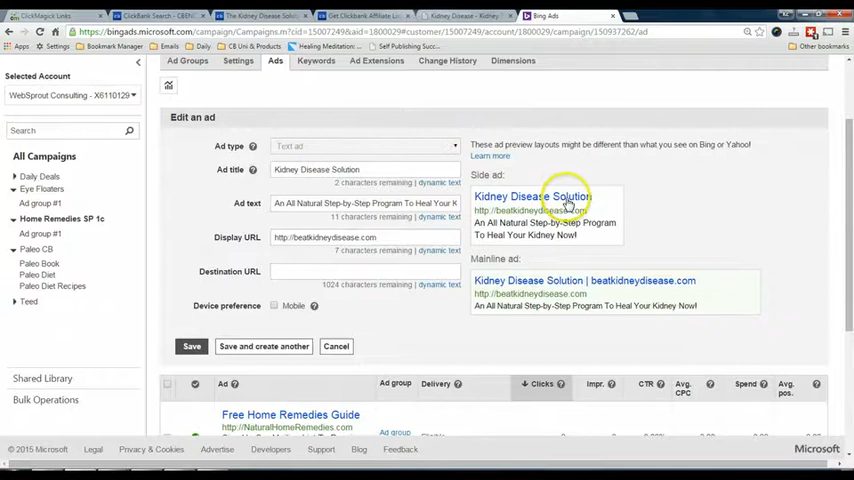 ClickMagick Links
ClickBank Search - CBENG
The Kidney Disease Solution
Get Clickbank Affiliate Lin
Kidney Disease - Kidney F
Bing Ads
https://bingads.microsoft.com/campaign/Campaigns.m?cid=15007249&aid=1800029#customer/15007249/account/1800029/campaign/150937262/ad
Apps
Settings
Bookmark Manager
Emails
Daily
CB Uni & Products
Healing Meditation:
Self Publishing Succ...
Other bookmarks
Selected Account
WebSprout Consulting - X6110129
Search
All Campaigns
Daily Deals
Eye Floaters
Ad group #1
Home Remedies SP 1c
Ad group #1
Paleo CB
Paleo Book
Paleo Diet
Paleo Diet Recipes
Teed
Shared Library
Bulk Operations
Ad Groups Settings Ads Keywords Ad Extensions Change History Dimensions
Edit an ad
Ad type Text ad
Ad title Kidney Disease Solution
2 characters remaining | dynamic text
Ad text An All Natural Step-by-Step Program To Heal Your K
11 characters remaining | dynamic text
Display URL http://beatkidneydisease.com
7 characters remaining | dynamic text
Destination URL
1024 characters remaining | dynamic text
Device preference Mobile
These ad preview layouts might be different than what you see on Bing or Yahoo!
Learn more
Side ad:
Kidney Disease Solution
http://beatkidneydisease.com
An All Natural Step-by-Step Program
To Heal Your Kidney Now!
Mainline ad:
Kidney Disease Solution | beatkidneydisease.com
http://beatkidneydisease.com
An All Natural Step-by-Step Program To Heal Your Kidney Now!
Save Save and create another Cancel
Ad Ad group Delivery Clicks Impr. CTR Avg. CPC Spend Avg. pos.
Free Home Remedies Guide
http://NaturalHomeRemedies.com
Ad group
Eligible
© 2015 Microsoft Legal Privacy & Cookies Advertise Developers Support Blog Feedback
Microsoft